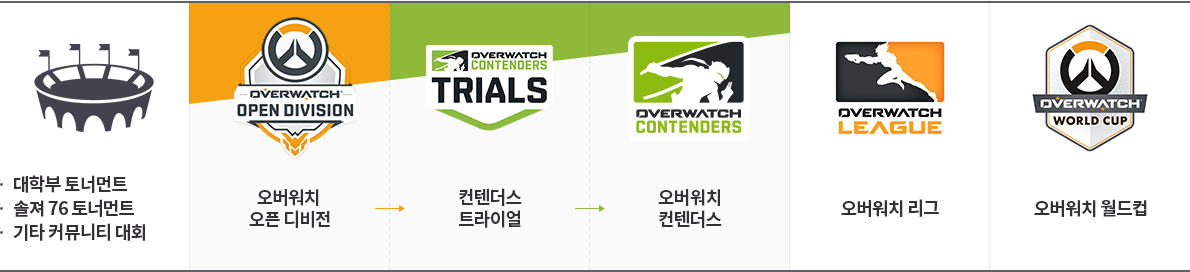 OVERWATCH
OPEN DIVISION
OVERWATCH
CONTENDERS
TRIALS
OVERWATCH
CONTENDERS
OVERWATCH
LEAGUE
OVERWATCH
WORLD CUP
· 대학부 토너먼트
· 솔져 76 토너먼트
· 기타 커뮤니티 대회
오버워치
오픈 디비전
컨텐더스
트라이얼
오버워치
컨텐더스
오버워치 리그
오버워치 월드컵